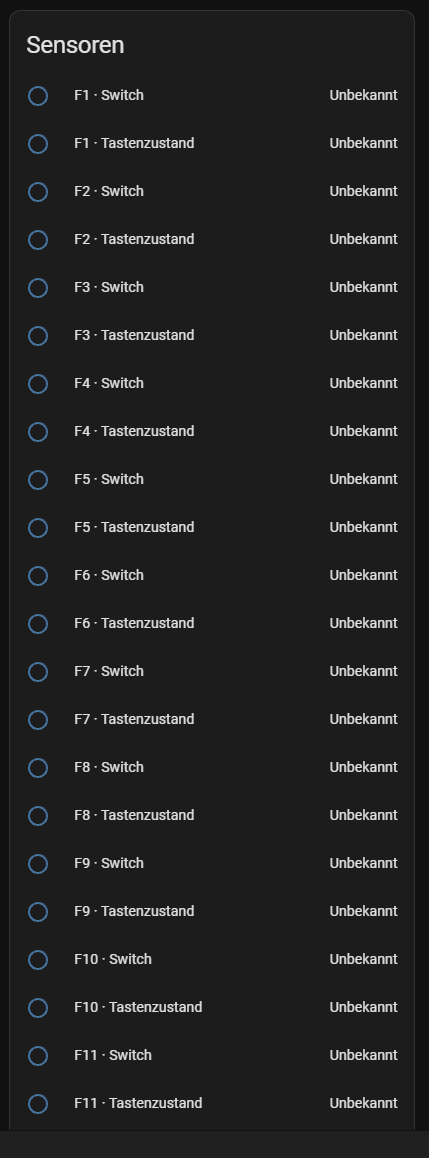 Sensoren
F1 · Switch Unbekannt
F1 · Tastenzustand Unbekannt
F2 · Switch Unbekannt
F2 · Tastenzustand Unbekannt
F3 · Switch Unbekannt
F3 · Tastenzustand Unbekannt
F4 · Switch Unbekannt
F4 · Tastenzustand Unbekannt
F5 · Switch Unbekannt
F5 · Tastenzustand Unbekannt
F6 · Switch Unbekannt
F6 · Tastenzustand Unbekannt
F7 · Switch Unbekannt
F7 · Tastenzustand Unbekannt
F8 · Switch Unbekannt
F8 · Tastenzustand Unbekannt
F9 · Switch Unbekannt
F9 · Tastenzustand Unbekannt
F10 · Switch Unbekannt
F10 · Tastenzustand Unbekannt
F11 · Switch Unbekannt
F11 · Tastenzustand Unbekannt